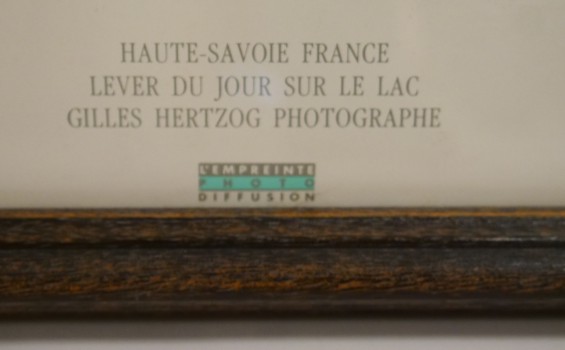 HAUTE-SAVOIE FRANCE
LEVER DU JOUR SUR LE LAC
GILLES HERTZOG PHOTOGRAPHE
L'EMPREINTE
PHOTO
DIFFUSION